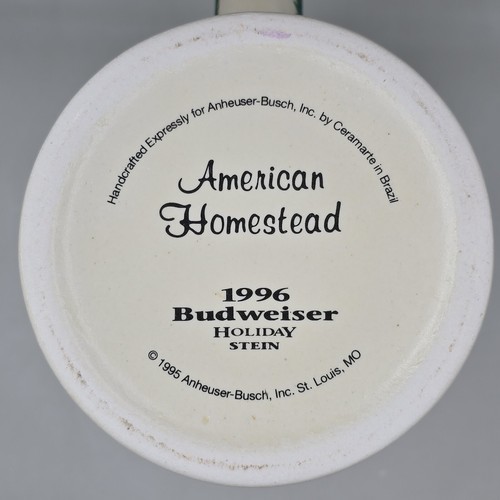 Handcrafted Expressly for Anheuser-Busch, Inc. by Ceramarte in Brazil
American
Homestead
1996
Budweiser
HOLIDAY
STEIN
© 1995 Anheuser-Busch, Inc. St. Louis, MO